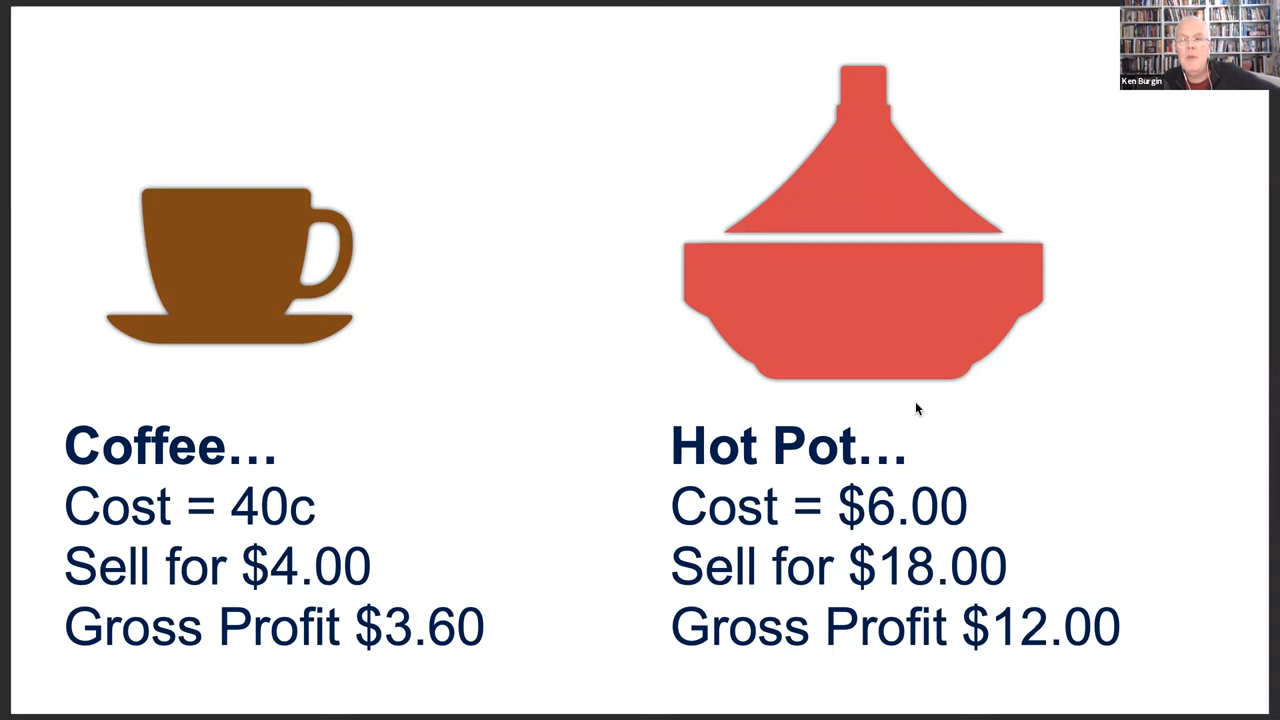 Ken Burgin
Coffee…
Cost = 40c
Sell for $4.00
Gross Profit $3.60
Hot Pot…
Cost = $6.00
Sell for $18.00
Gross Profit $12.00